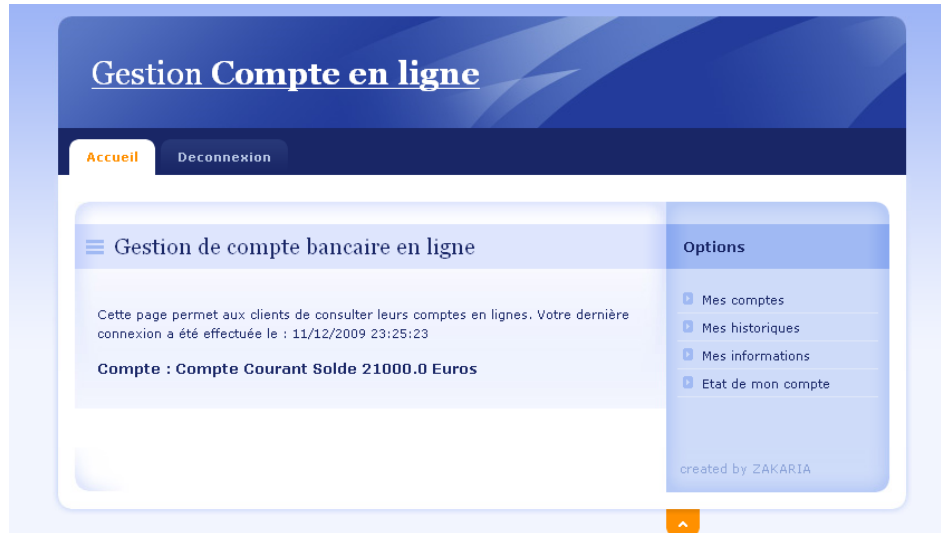 Gestion Compte en ligne
Accueil
Deconnexion
Gestion de compte bancaire en ligne
Cette page permet aux clients de consulter leurs comptes en lignes. Votre dernière
connexion a été effectuée le : 11/12/2009 23:25:23
Compte : Compte Courant Solde 21000.0 Euros
Options
Mes comptes
Mes historiques
Mes informations
Etat de mon compte
created by ZAKARIA